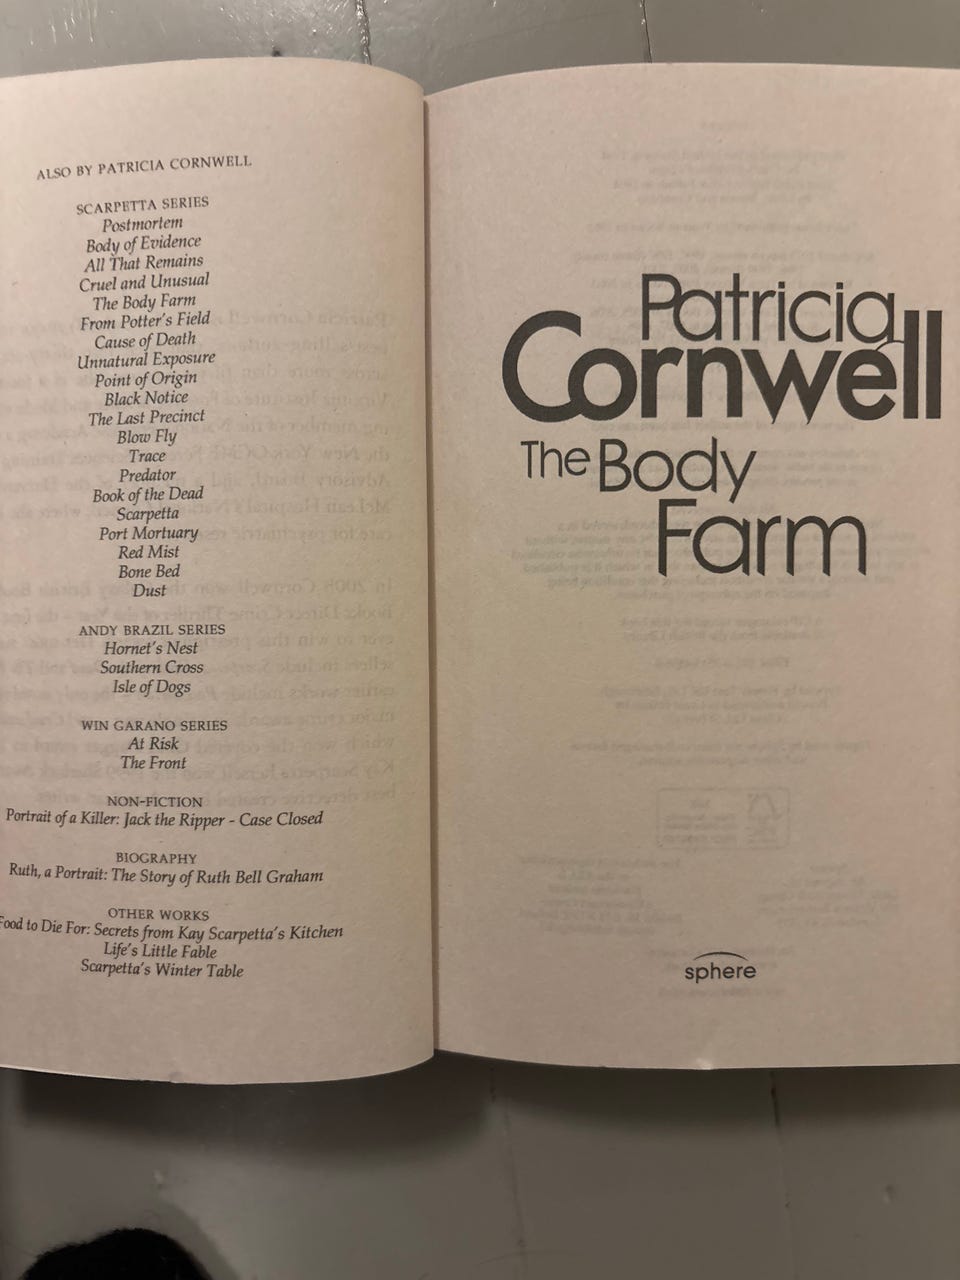 ALSO BY PATRICIA CORNWELL
SCARPETTA SERIES
Postmortem
Body of Evidence
All That Remains
Cruel and Unusual
The Body Farm
From Potter's Field
Cause of Death
Unnatural Exposure
Point of Origin
Black Notice
The Last Precinct
Blow Fly
Trace
Predator
Book of the Dead
Scarpetta
Port Mortuary
Red Mist
Bone Bed
Dust
ANDY BRAZIL SERIES
Hornet's Nest
Southern Cross
Isle of Dogs
WIN GARANO SERIES
At Risk
The Front
NON-FICTION
Portrait of a Killer: Jack the Ripper - Case Closed
BIOGRAPHY
Ruth, a Portrait: The Story of Ruth Bell Graham
OTHER WORKS
Food to Die For: Secrets from Kay Scarpetta's Kitchen
Life's Little Fable
Scarpetta's Winter Table
Patricia
Cornwell
The Body
Farm
sphere